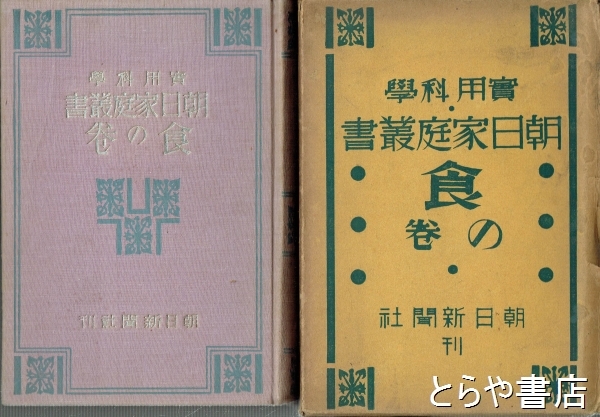 實用科學
朝日家庭叢書
食の卷
朝日新聞社刊
實用科學
朝日家庭叢書
食
の卷
朝日新聞社
刊
とらや書店